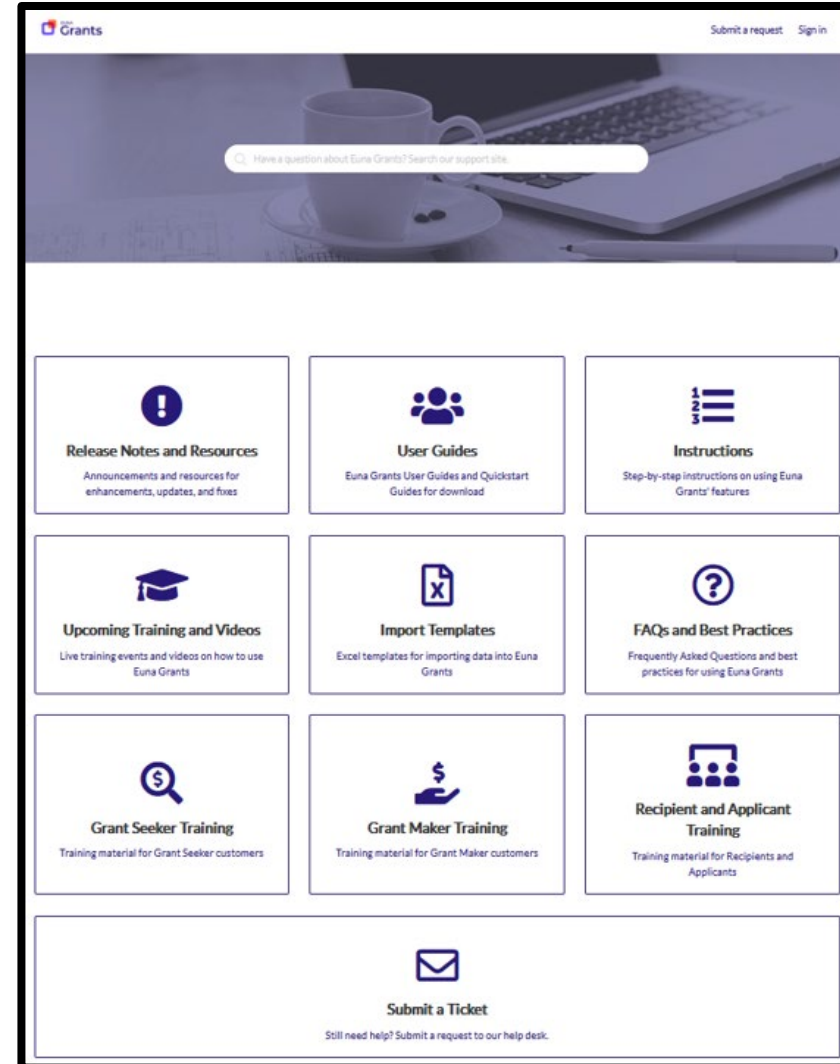 euna
Grants
Submit a request Sign in
Have a question about Euna Grants? Search our support site.
Release Notes and Resources
Announcements and resources for
enhancements, updates, and fixes
User Guides
Euna Grants User Guides and Quickstart
Guides for download
1
2
3
Instructions
Step-by-step instructions on using Euna
Grants' features
Upcoming Training and Videos
Live training events and videos on how to use
Euna Grants
X
Import Templates
Excel templates for importing data into Euna
Grants
?
FAQs and Best Practices
Frequently Asked Questions and best
practices for using Euna Grants
$
Grant Seeker Training
Training material for Grant Seeker customers
$
Grant Maker Training
Training material for Grant Maker customers
Recipient and Applicant
Training
Training material for Recipients and
Applicants
Submit a Ticket
Still need help? Submit a request to our help desk.